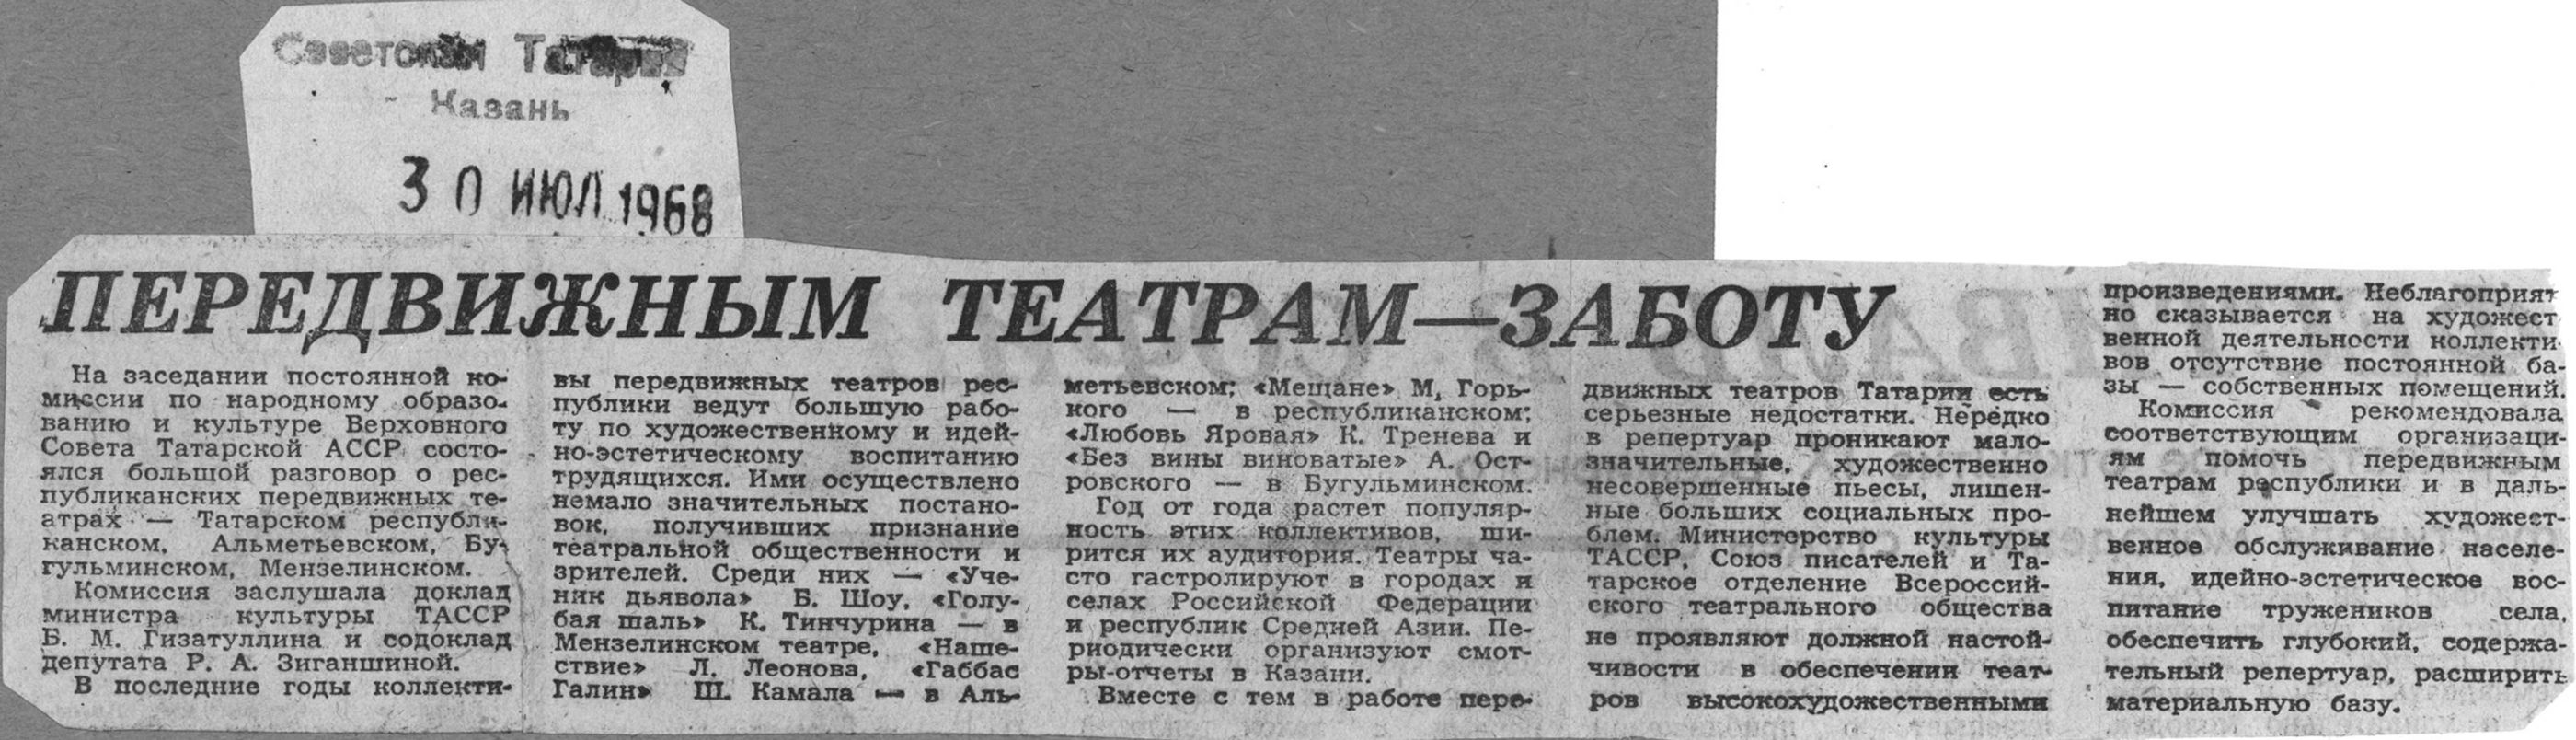 Советская Татария
Казань
30 ИЮЛ 1968
ПЕРЕДВИЖНЫМ ТЕАТРАМ—ЗАБОТУ
На заседании постоянной ко-
миссии по народному образо-
ванию и культуре Верховного
Совета Татарской АССР состо-
ялся большой разговор о рес-
публиканских передвижных те-
атрах — Татарском республи-
канском, Альметьевском, Бу-
гульминском, Мензелинском.
Комиссия заслушала доклад
министра культуры ТАССР
Б. М. Гизатуллина и содоклад
депутата Р. А. Зиганшиной.
В последние годы коллекти-
вы передвижных театров рес-
публики ведут большую рабо-
ту по художественному и идей-
но-эстетическому воспитанию
трудящихся. Ими осуществлено
немало значительных постано-
вок, получивших признание
театральной общественности и
зрителей. Среди них — «Уче-
ник дьявола» Б. Шоу, «Голу-
бая шаль» К. Тинчурина — в
Мензелинском театре, «Наше-
ствие» Л. Леонова, «Габбас
Галин» Ш. Камала — в Аль-
метьевском; «Мещане» М. Горь-
кого — в республиканском;
«Любовь Яровая» К. Тренева и
«Без вины виноватые» А. Ост-
ровского — в Бугульминском.
Год от года растет популяр-
ность этих коллективов, ши-
рится их аудитория. Театры ча-
сто гастролируют в городах и
селах Российской Федерации
и республик Средней Азии. Пе-
риодически организуют смот-
ры-отчеты в Казани.
Вместе с тем в работе пере-
движных театров Татарии есть
серьезные недостатки. Нередко
в репертуар проникают мало-
значительные, художественно
несовершенные пьесы, лишен-
ные больших социальных про-
блем. Министерство культуры
ТАССР, Союз писателей и Та-
тарское отделение Всероссий-
ского театрального общества
не проявляют должной настой-
чивости в обеспечении теат-
ров высокохудожественными
произведениями. Неблагоприят
но сказывается на художест
венной деятельности коллекти-
вов отсутствие постоянной ба-
зы — собственных помещений.
Комиссия рекомендовала
соответствующим организаци-
ям помочь передвижным
театрам республики и в даль-
нейшем улучшать художест-
венное обслуживание населе-
ния, идейно-эстетическое вос-
питание тружеников села,
обеспечить глубокий, содержа-
тельный репертуар, расширить
материальную базу.